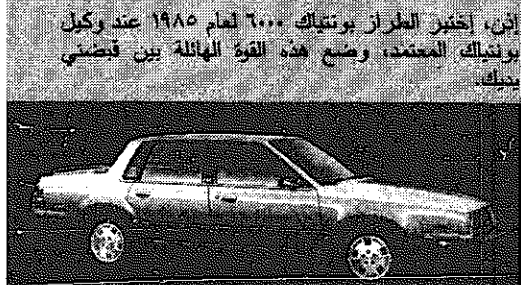 إذن، إختبر الطراز بونتياك ٦٠٠٠ لعام ١٩٨٥ عند وكيل
بونتياك المعتمد، وضع هذه القوة الهائلة بين قبضتي
يديك.